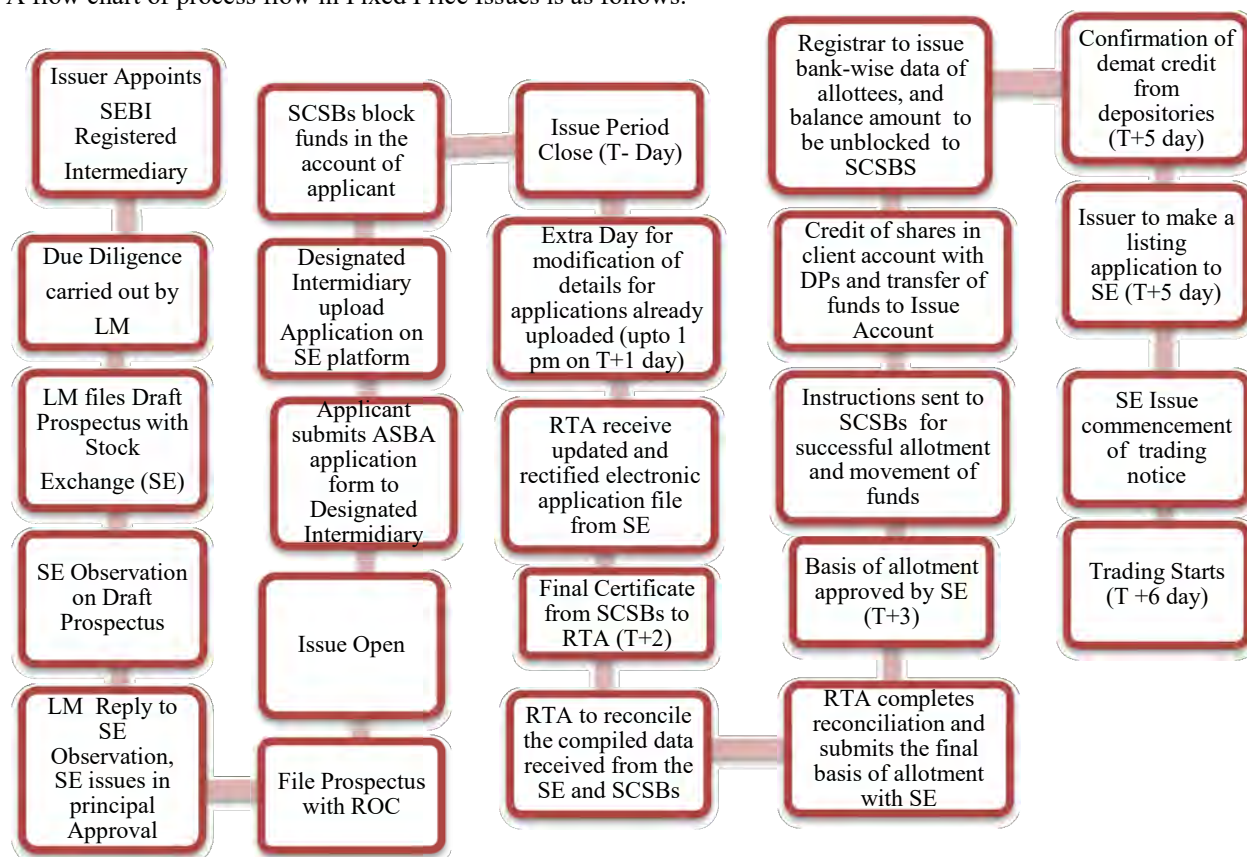 A flow chart of process flow in Fixed Price Issues is as follows:
Issuer Appoints
SEBI
Registered
Intermediary
Due Diligence
carried out by
LM
LM files Draft
Prospectus with
Stock
Exchange (SE)
SE Observation
on Draft
Prospectus
LM Reply to
SE
Observation,
SE issues in
principal
Approval
File Prospectus
with ROC
Issue Open
Applicant
submits ASBA
application
form to
Designated
Intermidiary
Designated
Intermidiary
upload
Application on
SE platform
SCSBs block
funds in the
account of
applicant
Issue Period
Close (T- Day)
Extra Day for
modification of
details for
applications already
uploaded (upto 1
pm on T+1 day)
RTA receive
updated and
rectified electronic
application file
from SE
Final Certificate
from SCSBs to
RTA (T+2)
RTA to reconcile
the compiled data
received from the
SE and SCSBs
RTA completes
reconciliation and
submits the final
basis of allotment
with SE
Basis of allotment
approved by SE
(T+3)
Instructions sent to
SCSBs for
successful allotment
and movement of
funds
Credit of shares in
client account with
DPs and transfer of
funds to Issue
Account
Registrar to issue
bank-wise data of
allottees, and
balance amount to
be unblocked to
SCSBS
Confirmation of
demat credit
from
depositories
(T+5 day)
Issuer to make a
listing
application to
SE (T+5 day)
SE Issue
commencement
of trading
notice
Trading Starts
(T +6 day)